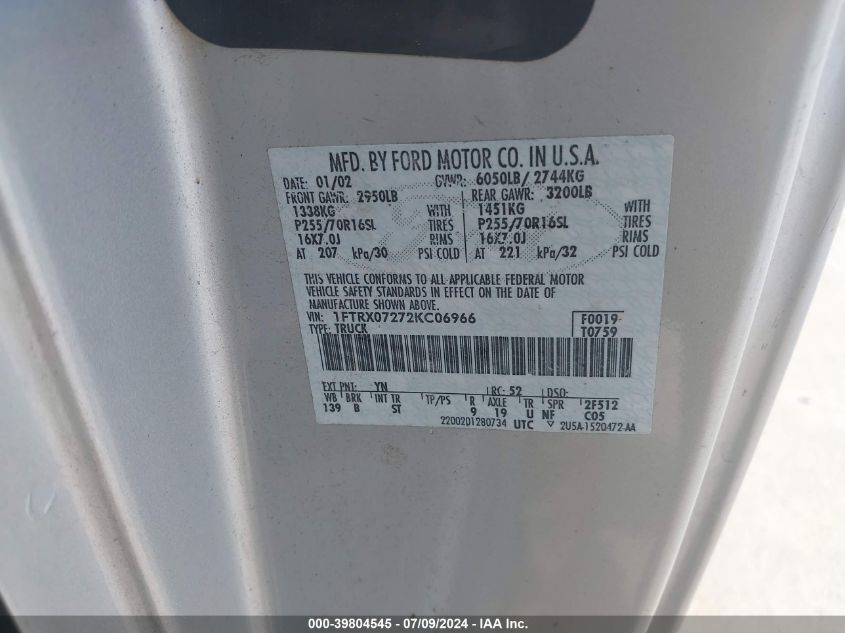 MFD. BY FORD MOTOR CO. IN U.S.A.
DATE: 01/02 GVWR: 6050LB/ 2744KG
FRONT GAWR: 2950LB REAR GAWR: 3200LB
1338KG WITH 1451KG WITH
P255/70R16SL TIRES P255/70R16SL TIRES
16X7.0J RIMS 16X7.0J RIMS
AT 207 kPa/30 PSI COLD AT 221 kPa/32 PSI COLD
THIS VEHICLE CONFORMS TO ALL APPLICABLE FEDERAL MOTOR
VEHICLE SAFETY STANDARDS IN EFFECT ON THE DATE OF
MANUFACTURE SHOWN ABOVE.
VIN: 1FTRX07272KC06966 F0019
TYPE: TRUCK T0759
EXT PNT: YN RC: 52 DSO:
WB BRK INT TR TP/PS R AXLE TR SPR 2F512
139 B ST 9 19 U NF C05
2200201280734 UTC ▽ 2U5A-1520472-AA
000-39804545 / 07/09/2024 / IAA Inc.